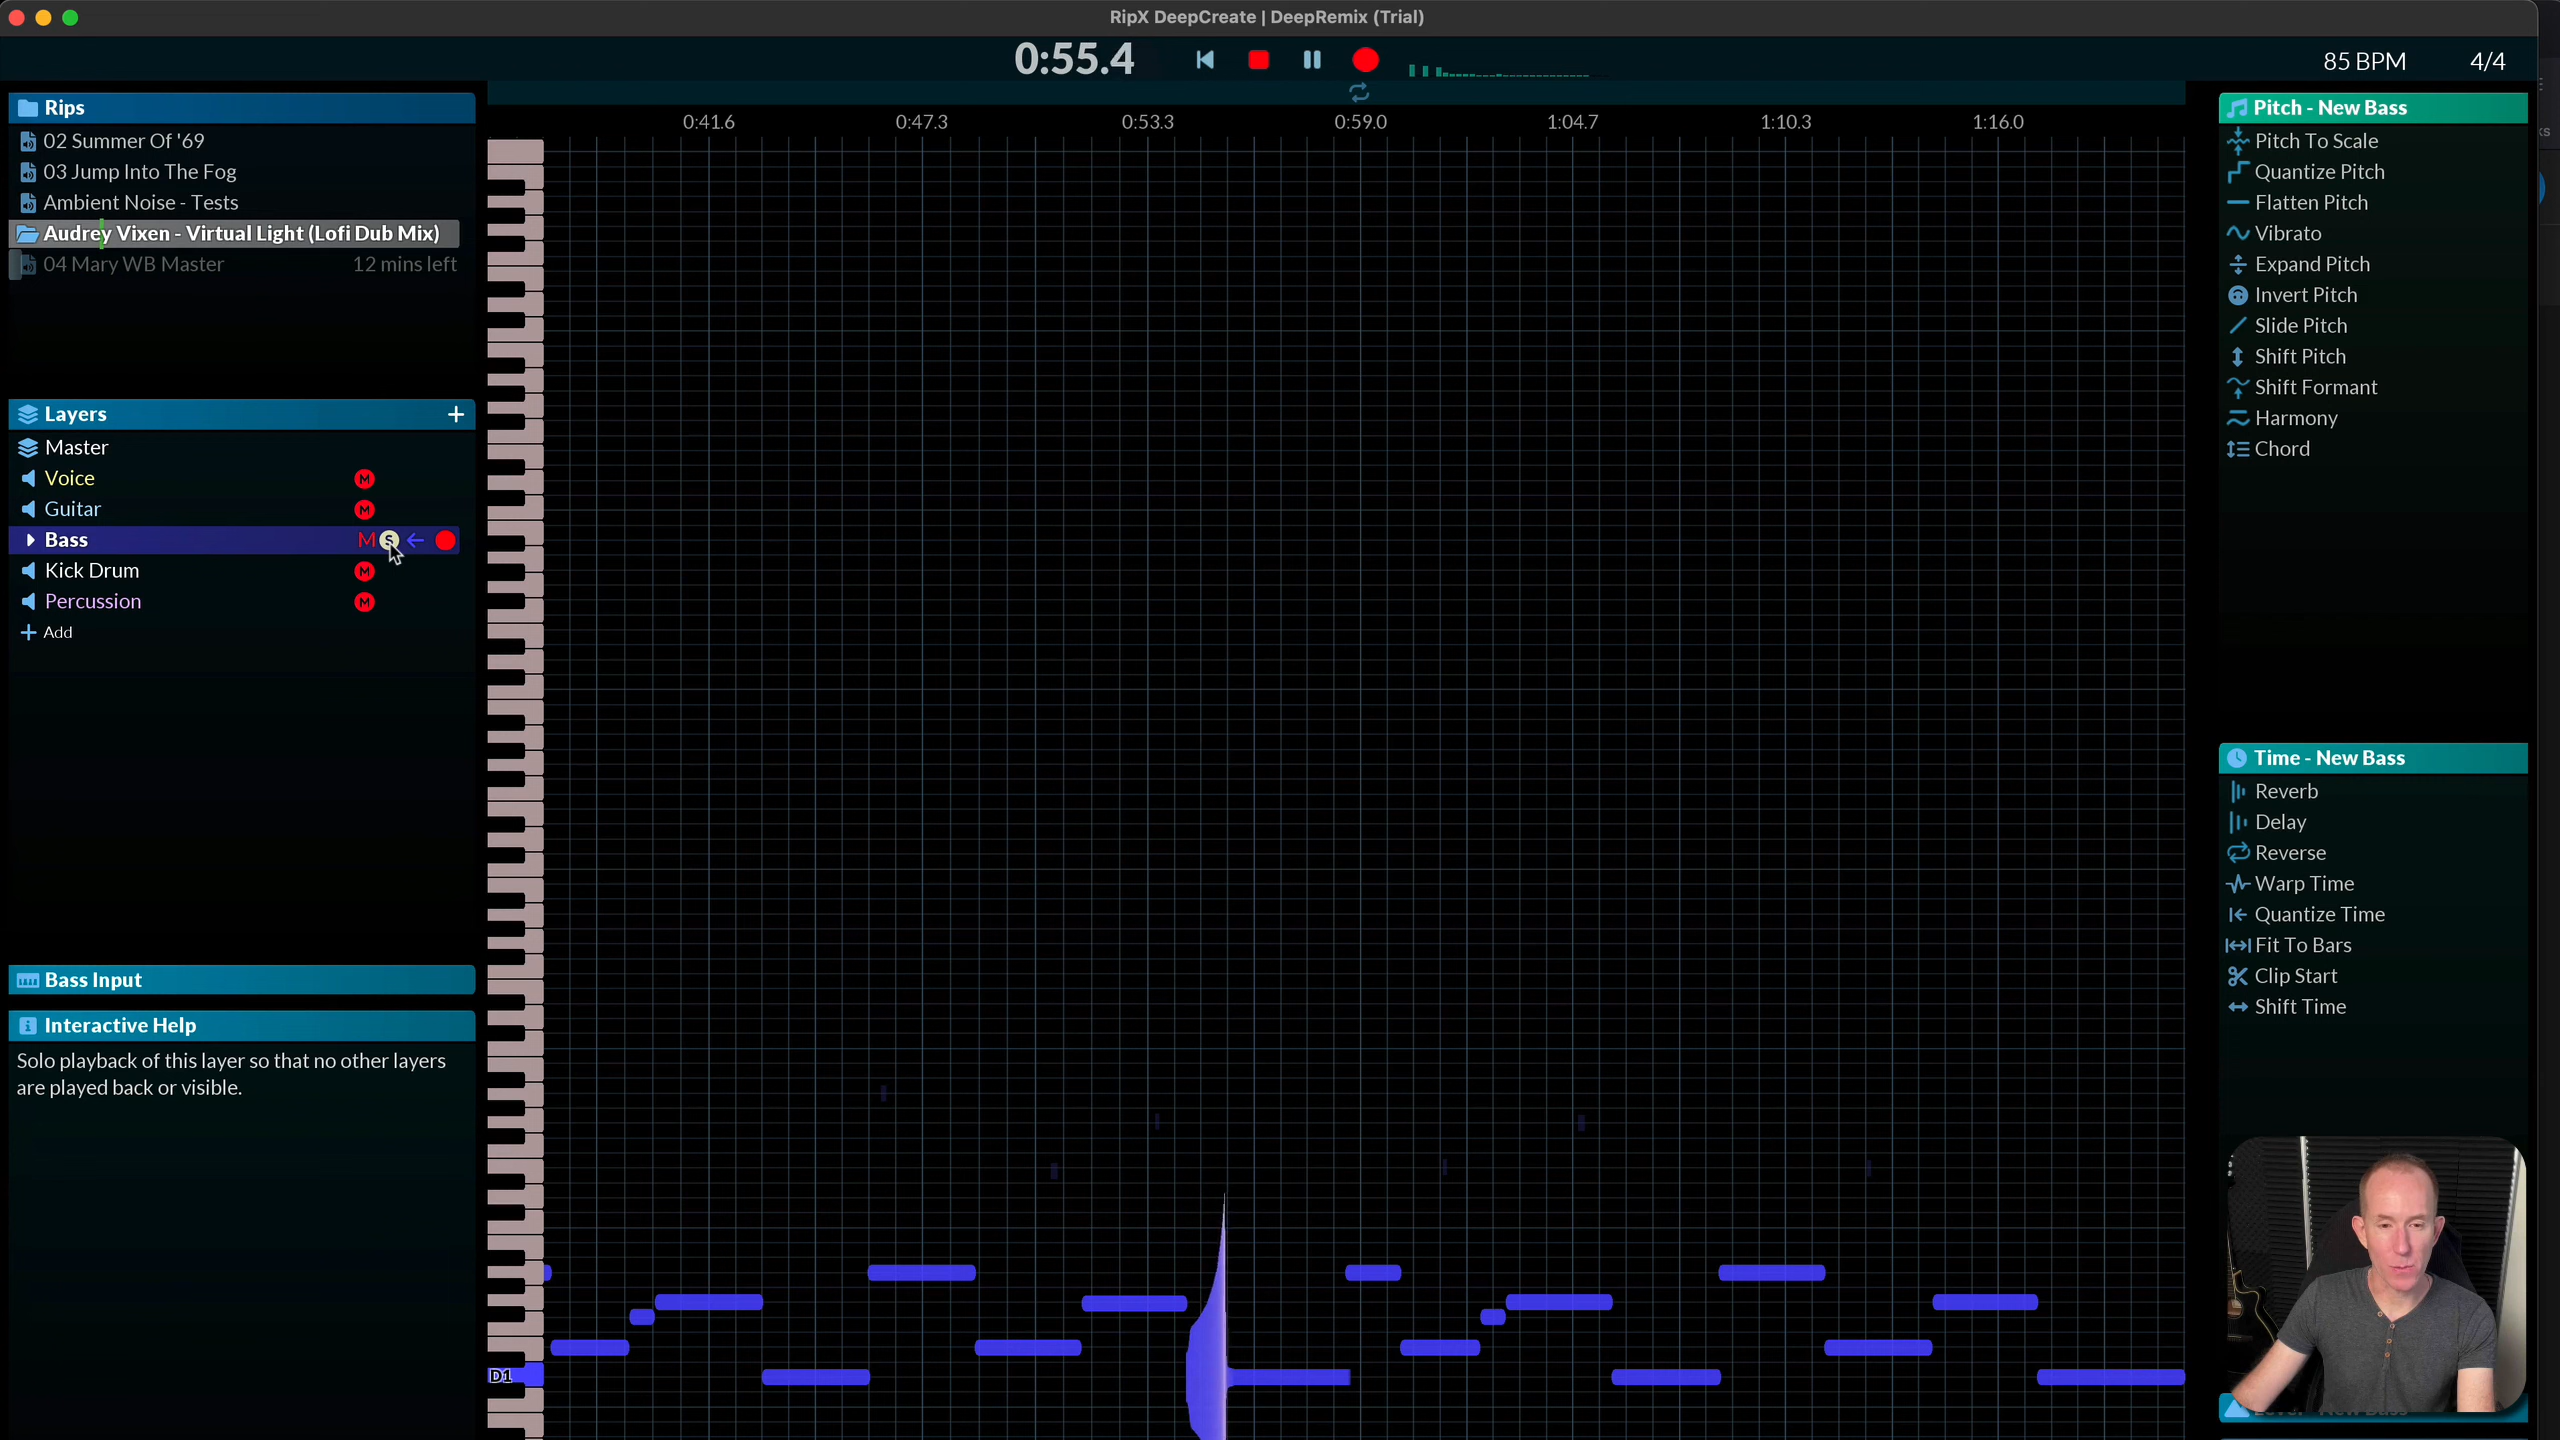 RipX DeepCreate | DeepRemix (Trial)
0:55.4
85 BPM
4/4
Rips
02 Summer Of '69
03 Jump Into The Fog
Ambient Noise - Tests
Audrey Vixen - Virtual Light (Lofi Dub Mix)
04 Mary WB Master 12 mins left
0:41.6 0:47.3 0:53.3 0:59.0 1:04.7 1:10.3 1:16.0
Layers
Master
Voice M
Guitar M
Bass M S
Kick Drum M
Percussion M
Add
D1
Bass Input
Interactive Help
Solo playback of this layer so that no other layers
are played back or visible.
Pitch - New Bass
Pitch To Scale
Quantize Pitch
Flatten Pitch
Vibrato
Expand Pitch
Invert Pitch
Slide Pitch
Shift Pitch
Shift Formant
Harmony
Chord
Time - New Bass
Reverb
Delay
Reverse
Warp Time
Quantize Time
Fit To Bars
Clip Start
Shift Time